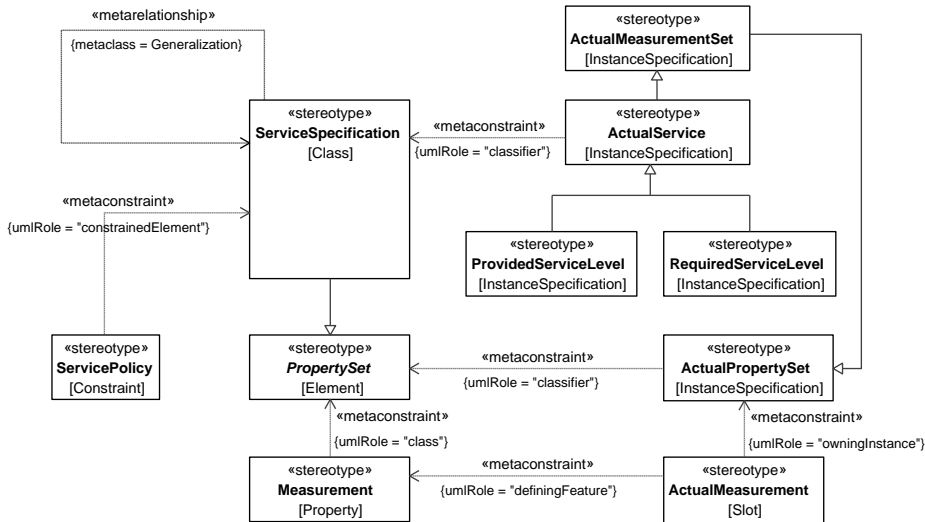 «metarelationship»
{metaclass = Generalization}
«stereotype»
ActualMeasurementSet
[InstanceSpecification]
«stereotype»
ServiceSpecification
[Class]
«metaconstraint»
{umlRole = "classifier"}
«stereotype»
ActualService
[InstanceSpecification]
«metaconstraint»
{umlRole = "constrainedElement"}
«stereotype»
ProvidedServiceLevel
[InstanceSpecification]
«stereotype»
RequiredServiceLevel
[InstanceSpecification]
«stereotype»
ServicePolicy
[Constraint]
«stereotype»
PropertySet
[Element]
«metaconstraint»
{umlRole = "classifier"}
«stereotype»
ActualPropertySet
[InstanceSpecification]
«metaconstraint»
{umlRole = "class"}
«metaconstraint»
{umlRole = "owningInstance"}
«stereotype»
Measurement
[Property]
«metaconstraint»
{umlRole = "definingFeature"}
«stereotype»
ActualMeasurement
[Slot]